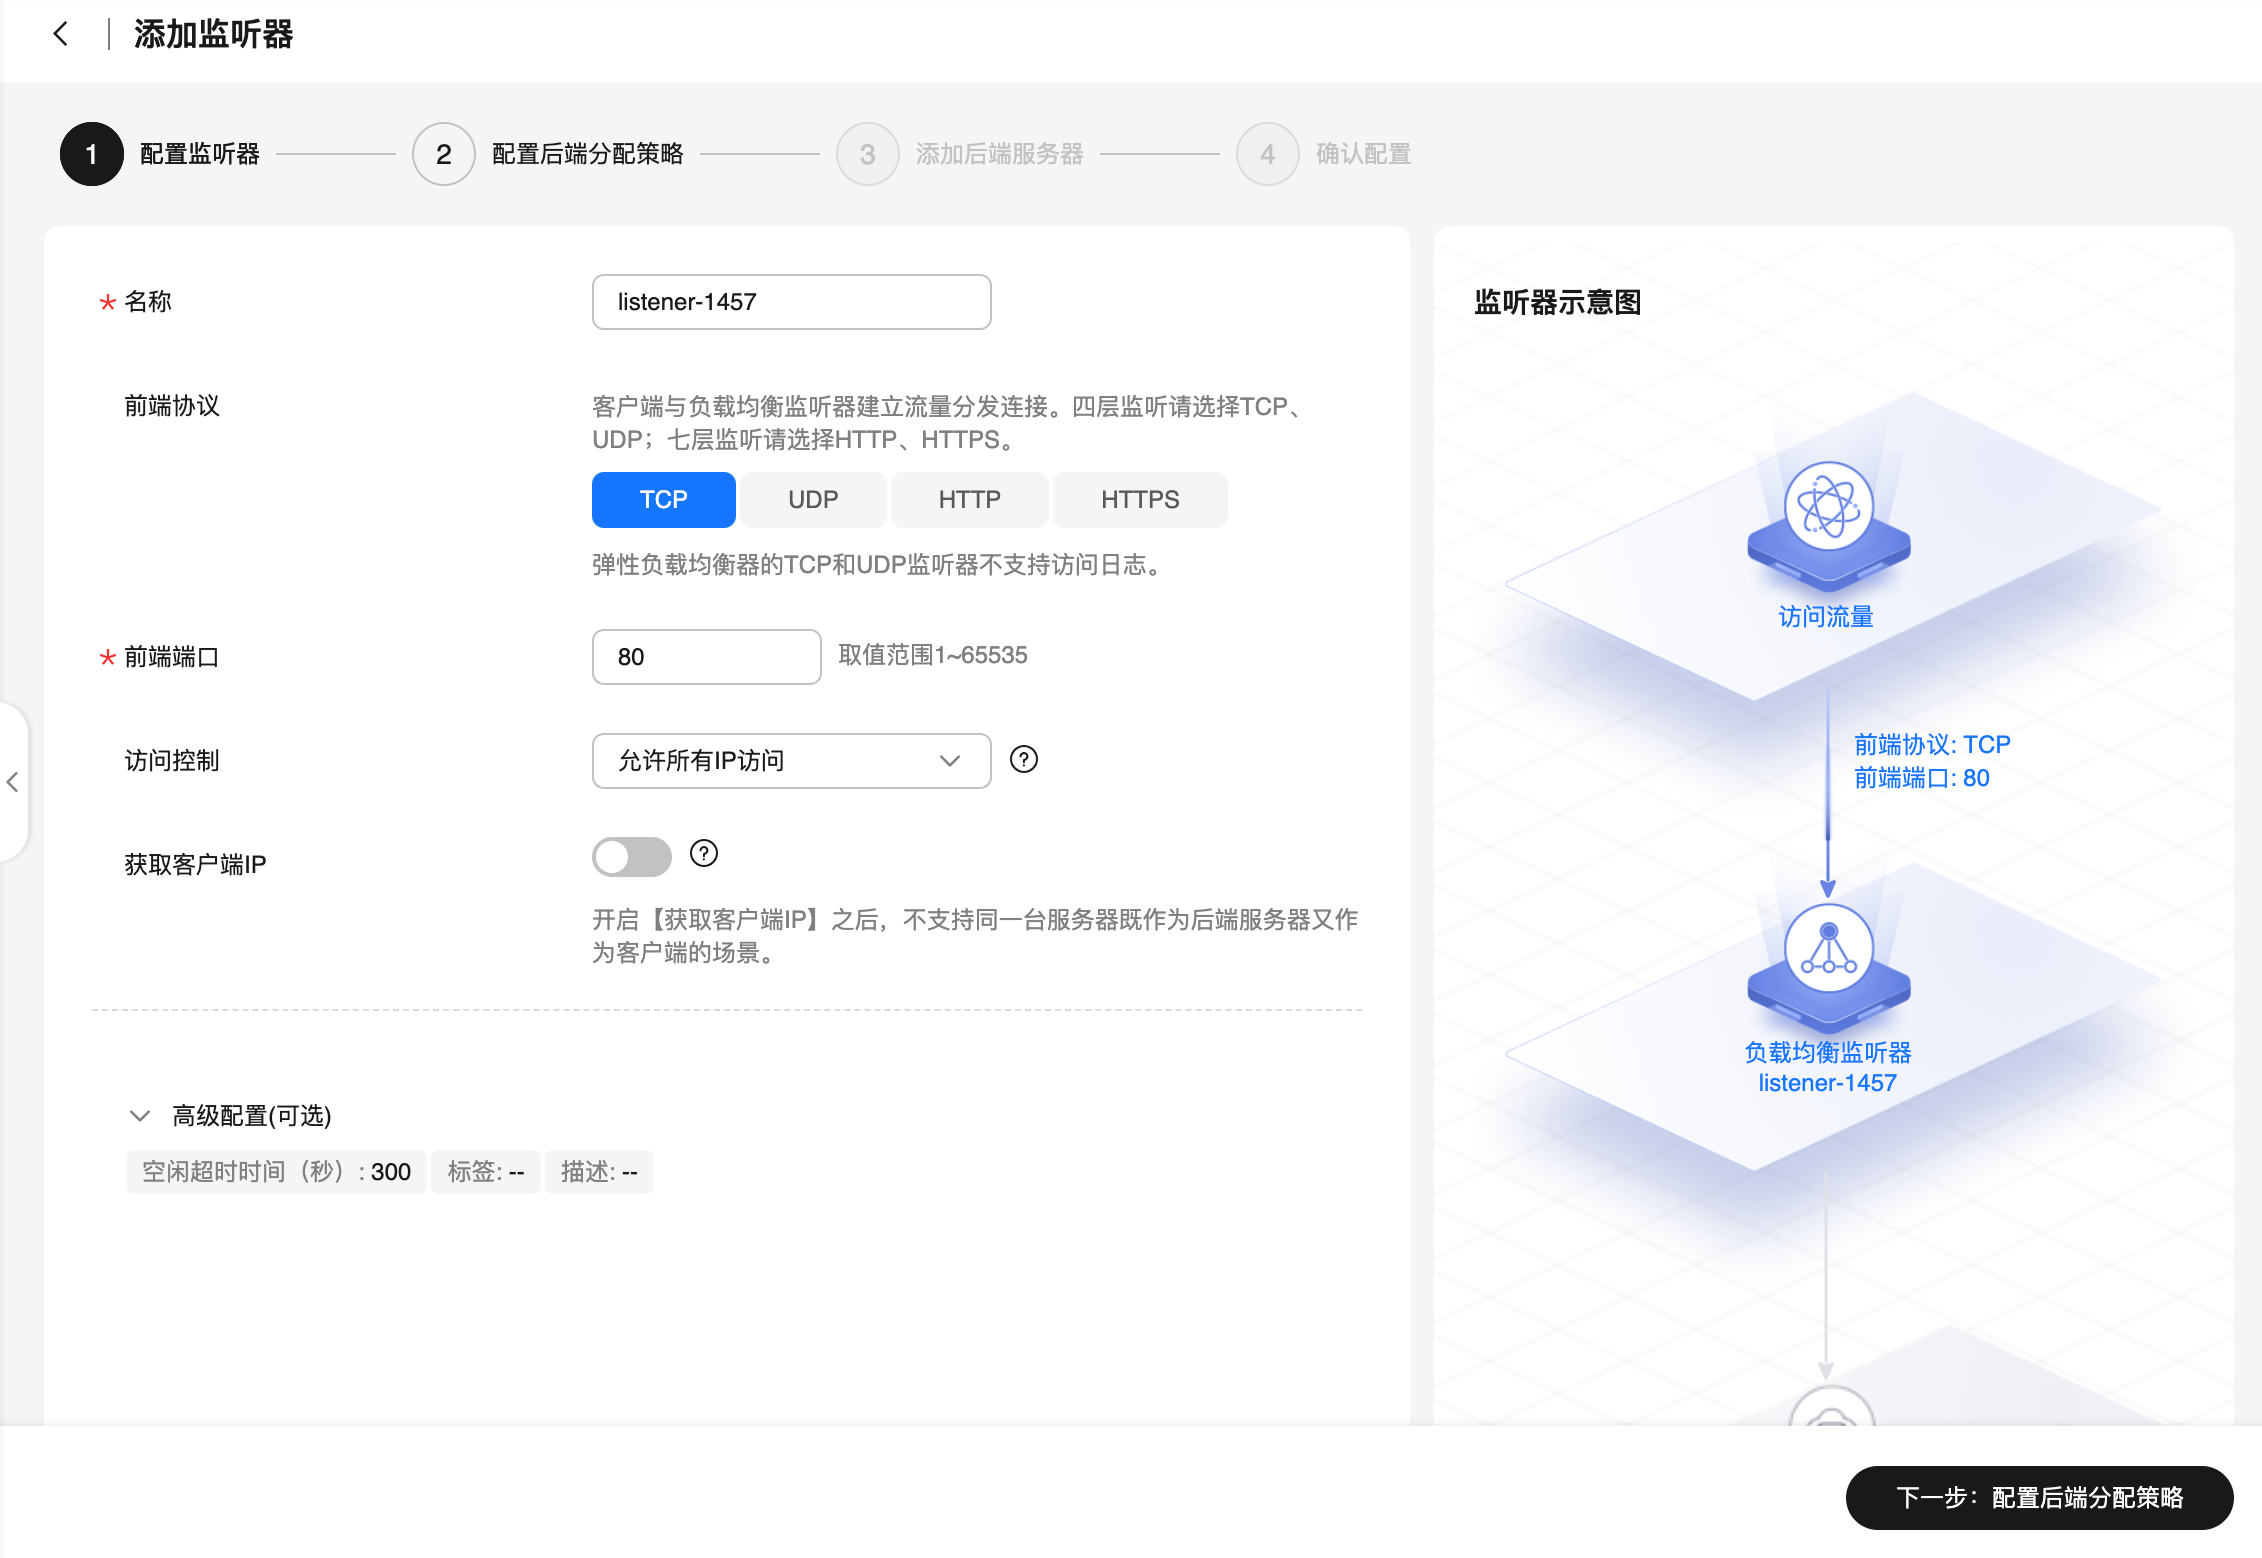 添加监听器
1 配置监听器
2 配置后端分配策略
3 添加后端服务器
4 确认配置
* 名称
listener-1457
前端协议
客户端与负载均衡监听器建立流量分发连接。四层监听请选择TCP、
UDP；七层监听请选择HTTP、HTTPS。
TCP UDP HTTP HTTPS
弹性负载均衡器的TCP和UDP监听器不支持访问日志。
* 前端端口
80 取值范围1~65535
访问控制
允许所有IP访问 ?
获取客户端IP
?
开启【获取客户端IP】之后，不支持同一台服务器既作为后端服务器又作
为客户端的场景。
高级配置(可选)
空闲超时时间（秒）: 300 标签: -- 描述: --
监听器示意图
访问流量
前端协议: TCP
前端端口: 80
负载均衡监听器
listener-1457
下一步：配置后端分配策略